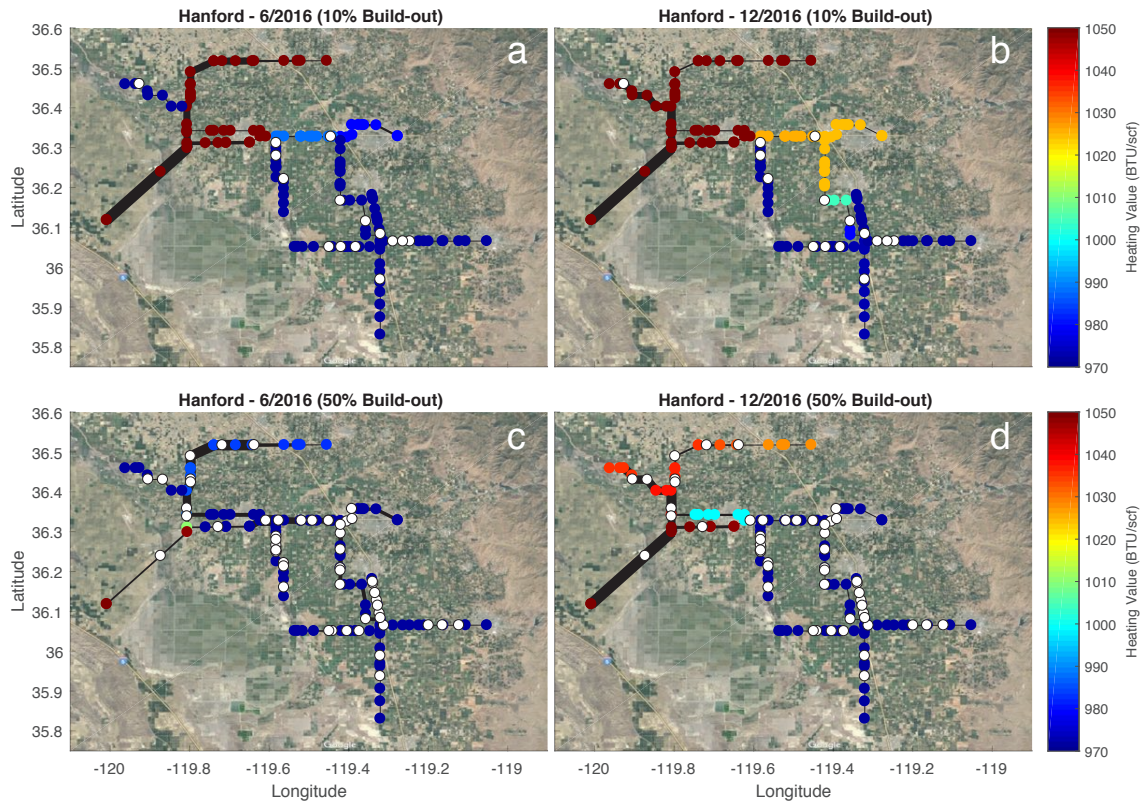 Hanford - 6/2016 (10% Build-out)
Hanford - 12/2016 (10% Build-out)
a
b
36.6
36.5
36.4
36.3
36.2
36.1
36
35.9
35.8
Latitude
1050
1040
1030
1020
1010
1000
990
980
970
Heating Value (BTU/scf)
Hanford - 6/2016 (50% Build-out)
Hanford - 12/2016 (50% Build-out)
c
d
36.6
36.5
36.4
36.3
36.2
36.1
36
35.9
35.8
Latitude
1050
1040
1030
1020
1010
1000
990
980
970
Heating Value (BTU/scf)
-120 -119.8 -119.6 -119.4 -119.2 -119
-120 -119.8 -119.6 -119.4 -119.2 -119
Longitude
Longitude